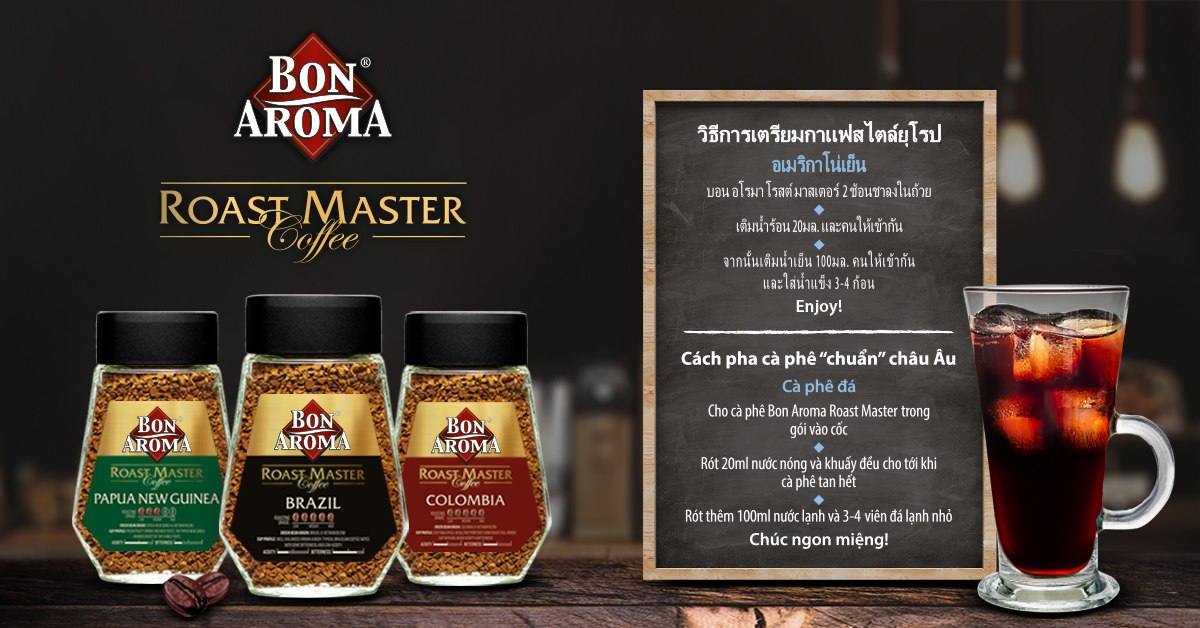 BON®
AROMA
ROAST MASTER
Coffee
BON
AROMA
ROAST MASTER
Coffee
PAPUA NEW GUINEA
ACIDITY BITTERNESS
BON
AROMA
ROAST MASTER
Coffee
BRAZIL
ACIDITY BITTERNESS
BON
AROMA
ROAST MASTER
Coffee
COLOMBIA
ACIDITY BITTERNESS
วิธีการเตรียมกาแฟสไตล์ยุโรป
อเมริกาโน่เย็น
บอน อโรมา โรสต์ มาสเตอร์ 2 ช้อนชาลงในถ้วย
เติมน้ำร้อน 20มล. และคนให้เข้ากัน
จากนั้นเติมน้ำเย็น 100มล. คนให้เข้ากัน
และใส่น้ำแข็ง 3-4 ก้อน
Enjoy!
Cách pha cà phê “chuẩn” châu Âu
Cà phê đá
Cho cà phê Bon Aroma Roast Master trong
gói vào cốc
Rót 20ml nước nóng và khuấy đều cho tới khi
cà phê tan hết
Rót thêm 100ml nước lạnh và 3-4 viên đá lạnh nhỏ
Chúc ngon miệng!